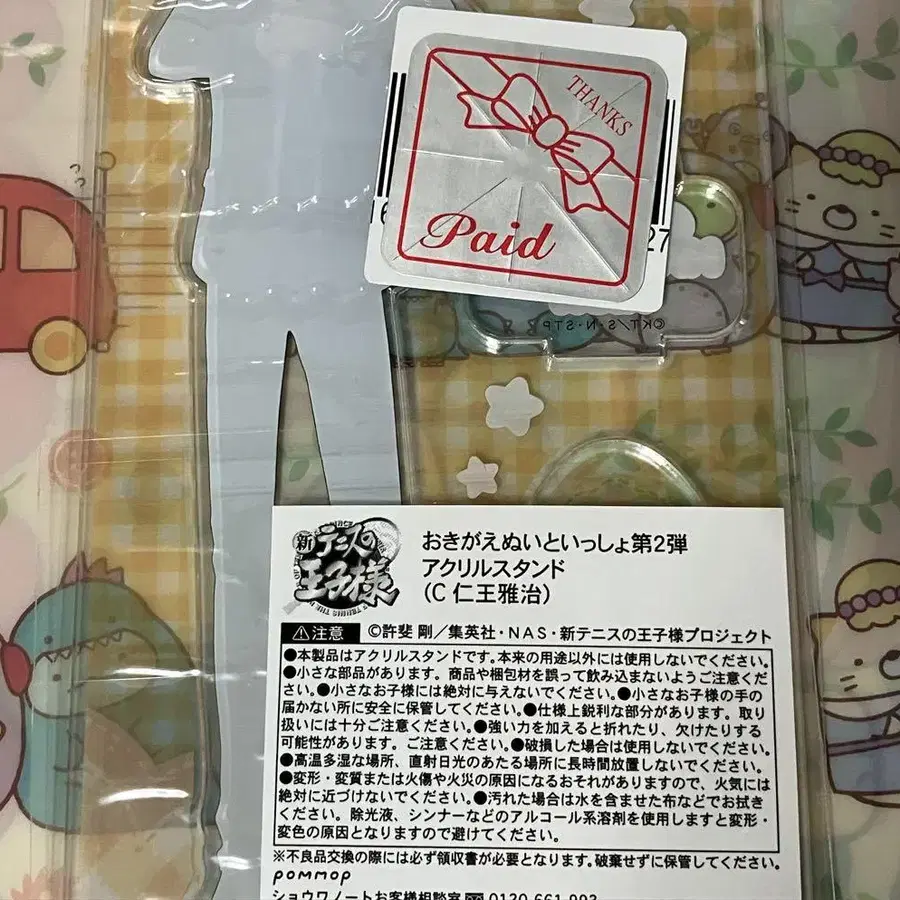 THANKS
Paid
16
27
©KT/S・N・STP
新テニスの
王子様
おきがえぬいといっしょ第2弾
アクリルスタンド
(C 仁王雅治)
⚠注意 ©許斐 剛/集英社・NAS・新テニスの王子様プロジェクト
●本製品はアクリルスタンドです。本来の用途以外には使用しないでください。
●小さな部品があります。商品や梱包材を誤って飲み込まないようご注意くだ
さい。●小さなお子様には絶対に与えないでください。●小さなお子様の手の
届かない所に安全に保管してください。●仕様上鋭利な部分があります。取り
扱いには十分ご注意ください。●強い力を加えると折れたり、欠けたりする
可能性があります。ご注意ください。●破損した場合は使用しないでください。
●高温多湿な場所、直射日光のあたる場所に長時間放置しないでください。
●変形・変質または火傷や火災の原因になるおそれがありますので、火気には
絶対に近づけないでください。●汚れた場合は水を含ませた布などでお拭き
ください。除光液、シンナーなどのアルコール系溶剤を使用しますと変形・
変色の原因となりますので避けてください。
※不良品交換の際には必ず領収書が必要となります。破棄せずに保管してください。
pommop
ショウワノートお客様相談室 0120-661-993